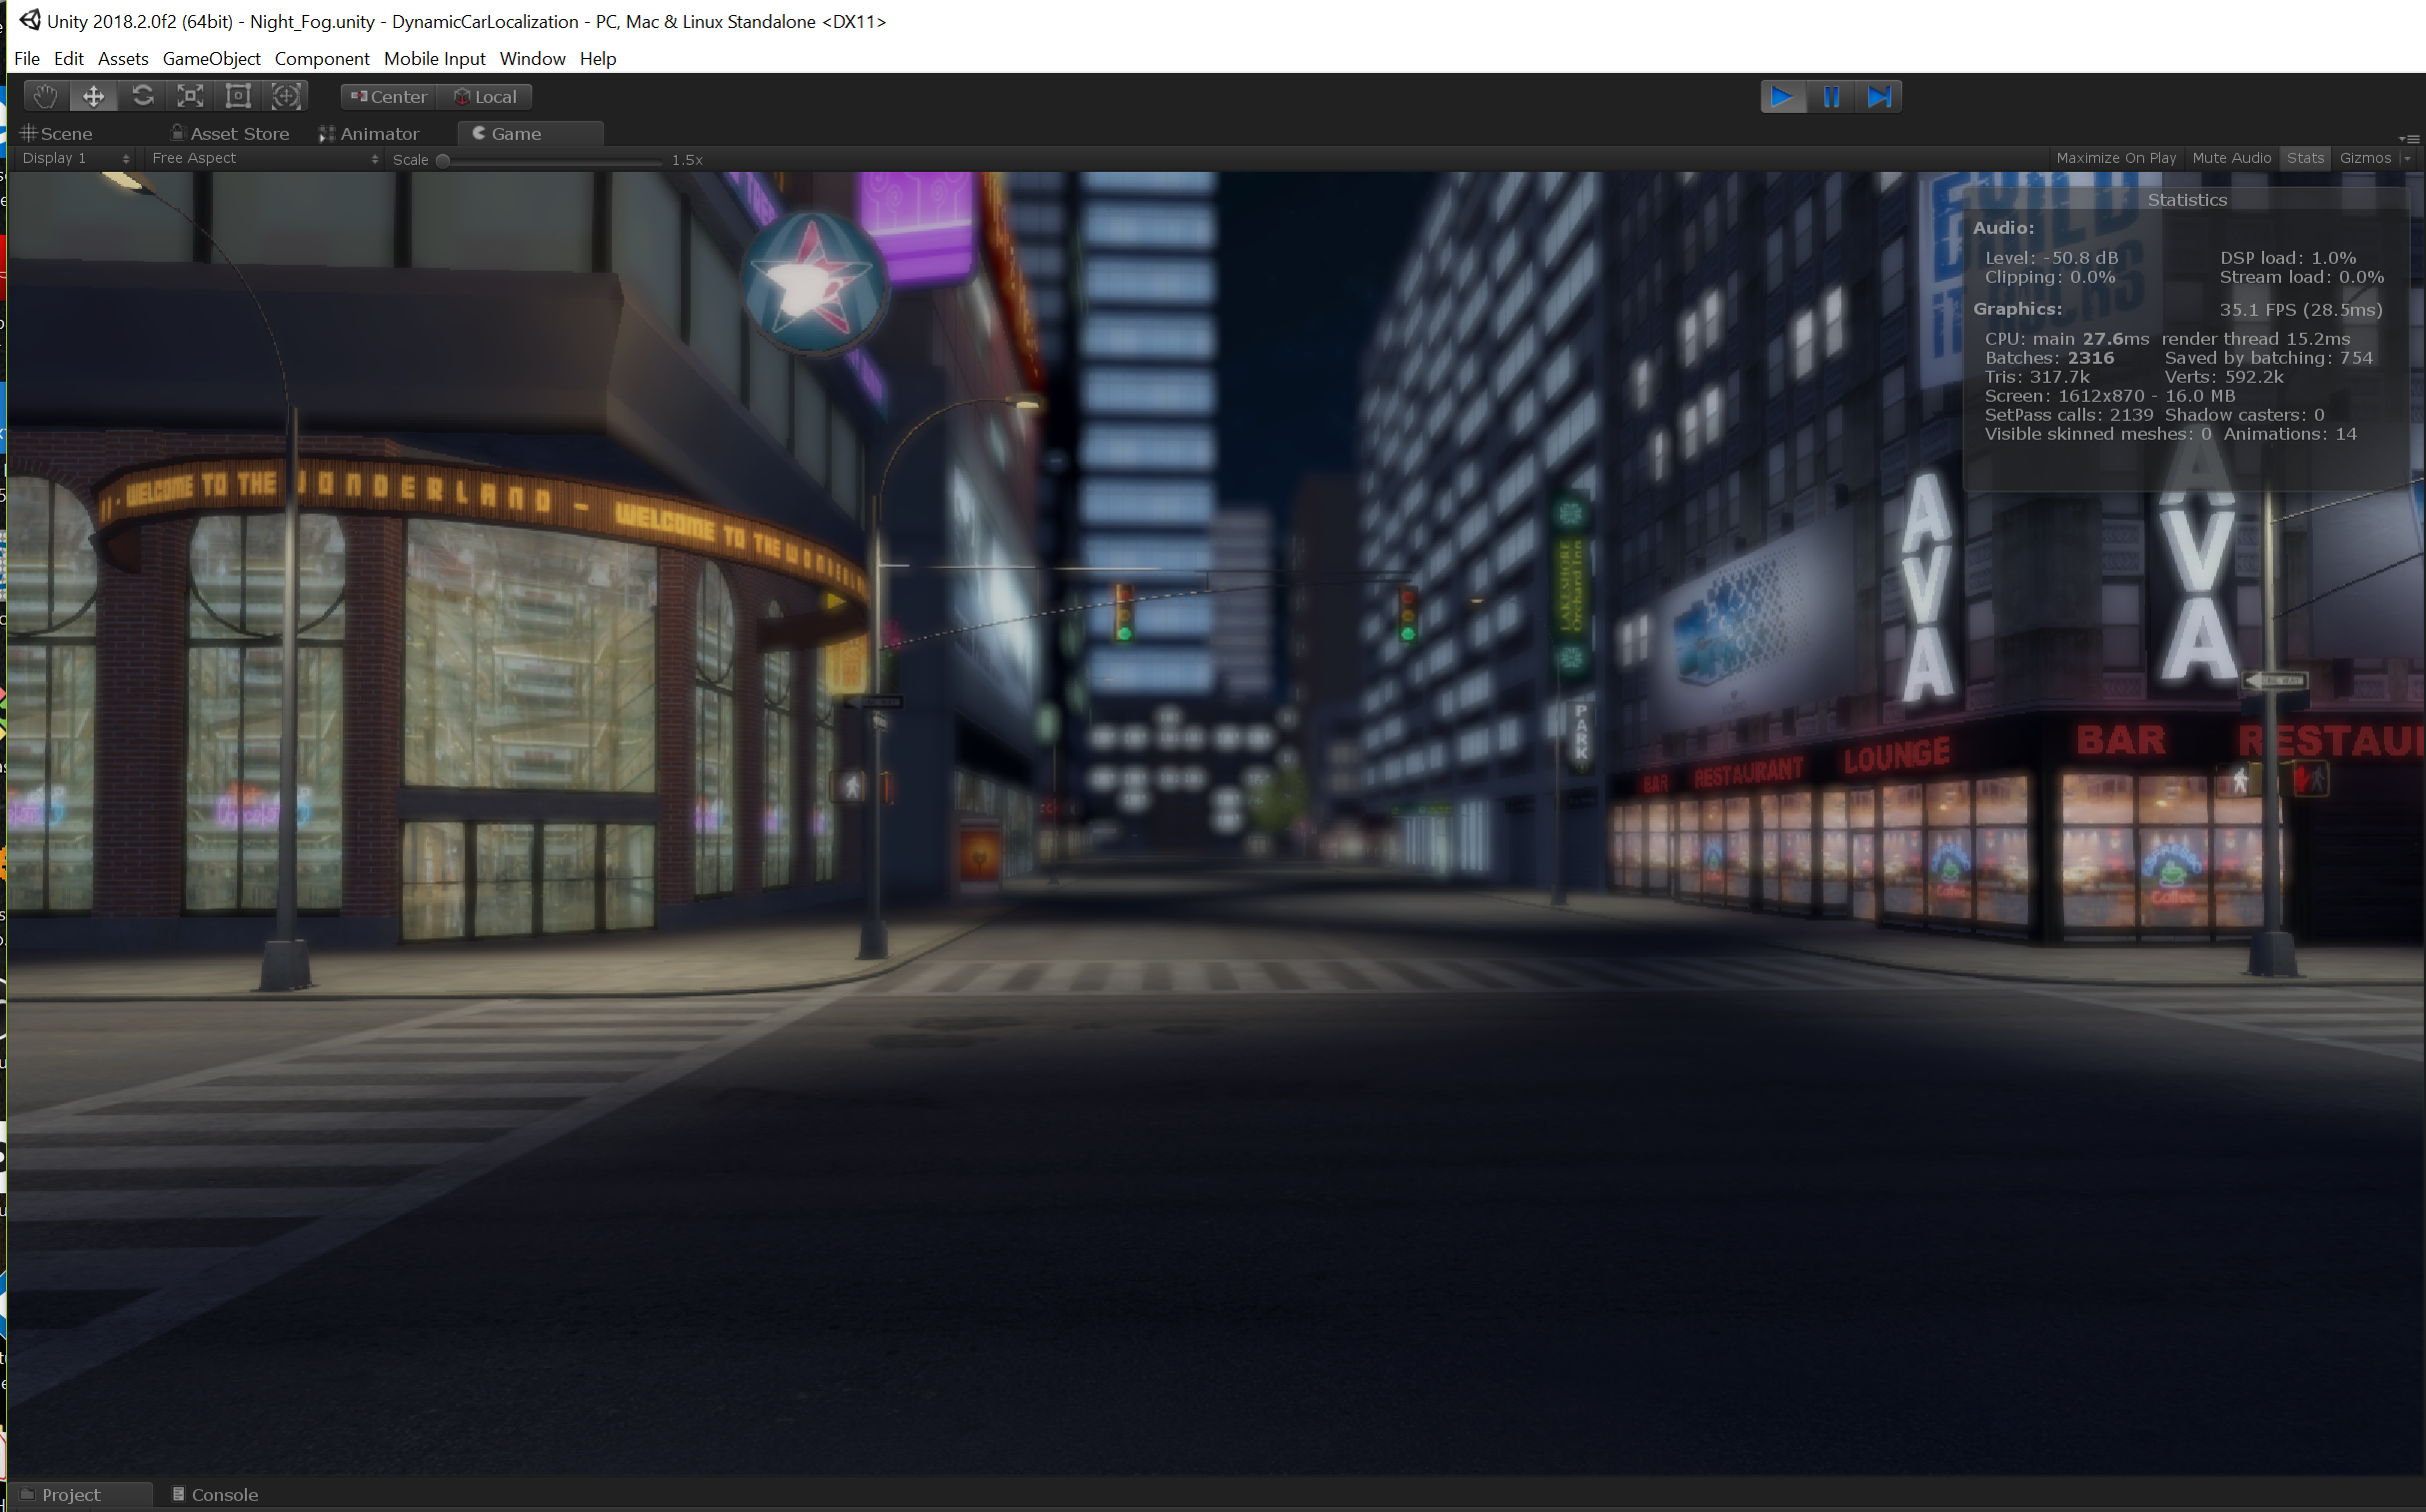 Unity 2018.2.0f2 (64bit) - Night_Fog.unity - DynamicCarLocalization - PC, Mac & Linux Standalone <DX11>
File Edit Assets GameObject Component Mobile Input Window Help
Center Local
Scene Asset Store Animator Game
Display 1 Free Aspect Scale 1.5x Maximize On Play Mute Audio Stats Gizmos
Statistics
Audio:
Level: -50.8 dB DSP load: 1.0%
Clipping: 0.0% Stream load: 0.0%
Graphics: 35.1 FPS (28.5ms)
CPU: main 27.6ms render thread 15.2ms
Batches: 2316 Saved by batching: 754
Tris: 317.7k Verts: 592.2k
Screen: 1612x870 - 16.0 MB
SetPass calls: 2139 Shadow casters: 0
Visible skinned meshes: 0 Animations: 14
WELCOME TO THE WONDERLAND - WELCOME TO THE WONDERLA
AVA
AVA
LAKESHORE
Orchard Inn
PARK
BAR RESTAURANT LOUNGE BAR RESTAU
Coffee
Coffee
Project Console